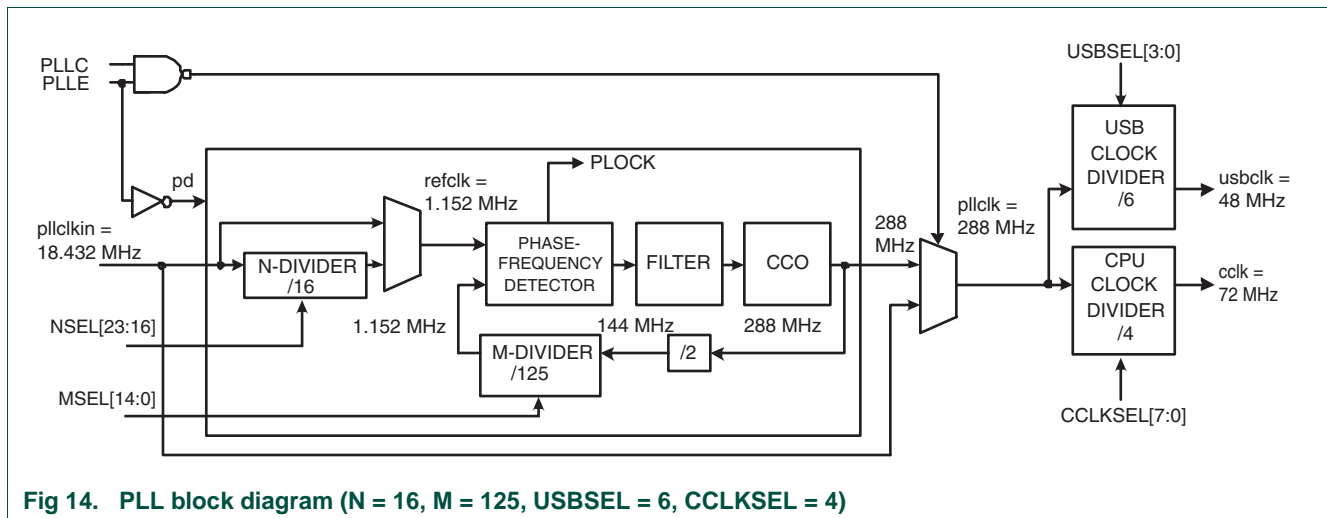 PLLC
PLLE
USBSEL[3:0]
pd
PLOCK
refclk =
1.152 MHz
pllclkin =
18.432 MHz
N-DIVIDER
/16
PHASE-
FREQUENCY
DETECTOR
FILTER
CCO
288
MHz
pllclk =
288 MHz
USB
CLOCK
DIVIDER
/6
usbclk =
48 MHz
NSEL[23:16]
1.152 MHz
144 MHz
288 MHz
M-DIVIDER
/125
/2
CPU
CLOCK
DIVIDER
/4
cclk =
72 MHz
MSEL[14:0]
CCLKSEL[7:0]
Fig 14. PLL block diagram (N = 16, M = 125, USBSEL = 6, CCLKSEL = 4)